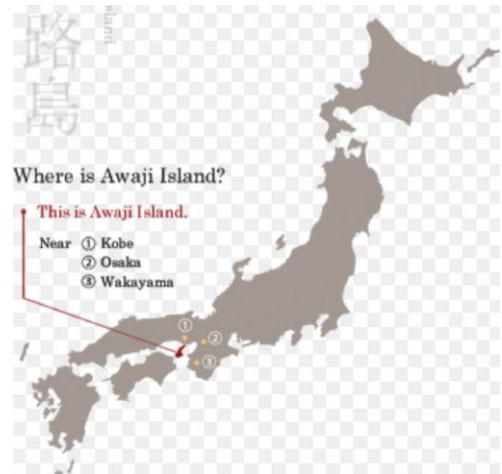 路島
Island
Where is Awaji Island?
This is Awaji Island.
Near ① Kobe
② Osaka
③ Wakayama
①
②
③